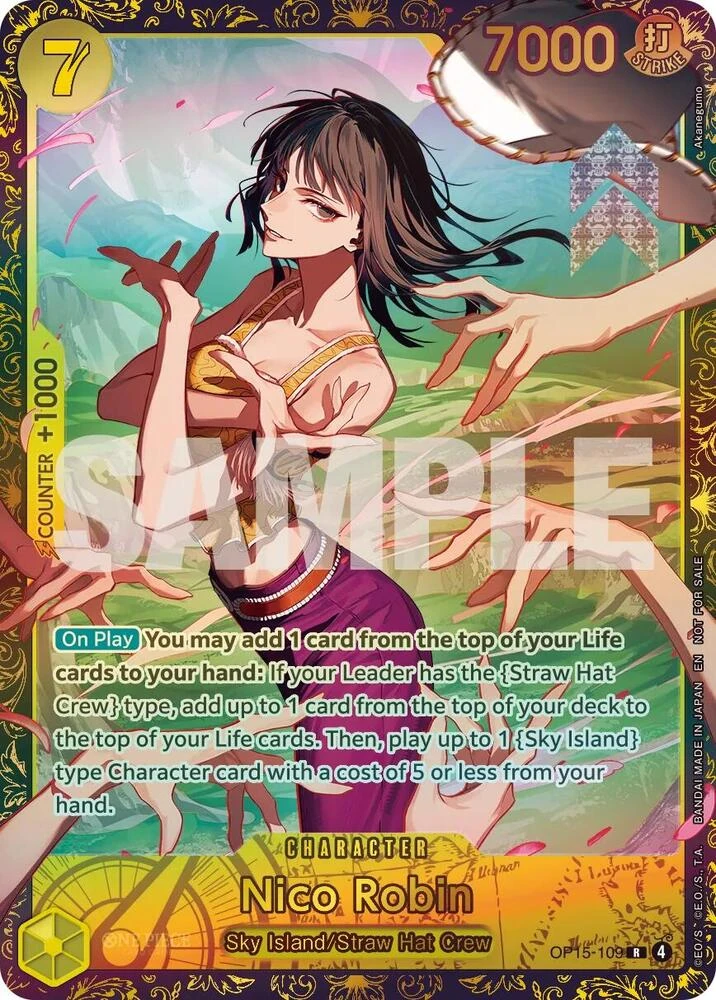 7
7000
打
STRIKE
Akanegumo
COUNTER +1000
SAMPLE
On Play You may add 1 card from the top of your Life
cards to your hand: If your Leader has the {Straw Hat
Crew} type, add up to 1 card from the top of your deck to
the top of your Life cards. Then, play up to 1 {Sky Island}
type Character card with a cost of 5 or less from your
hand.
CHARACTER
Nico Robin
Sky Island/Straw Hat Crew
ONE PIECE
OP15-109 R 4
©E.O/S ©E.O./S., T.A. BANDAI MADE IN JAPAN EN NOT FOR SALE